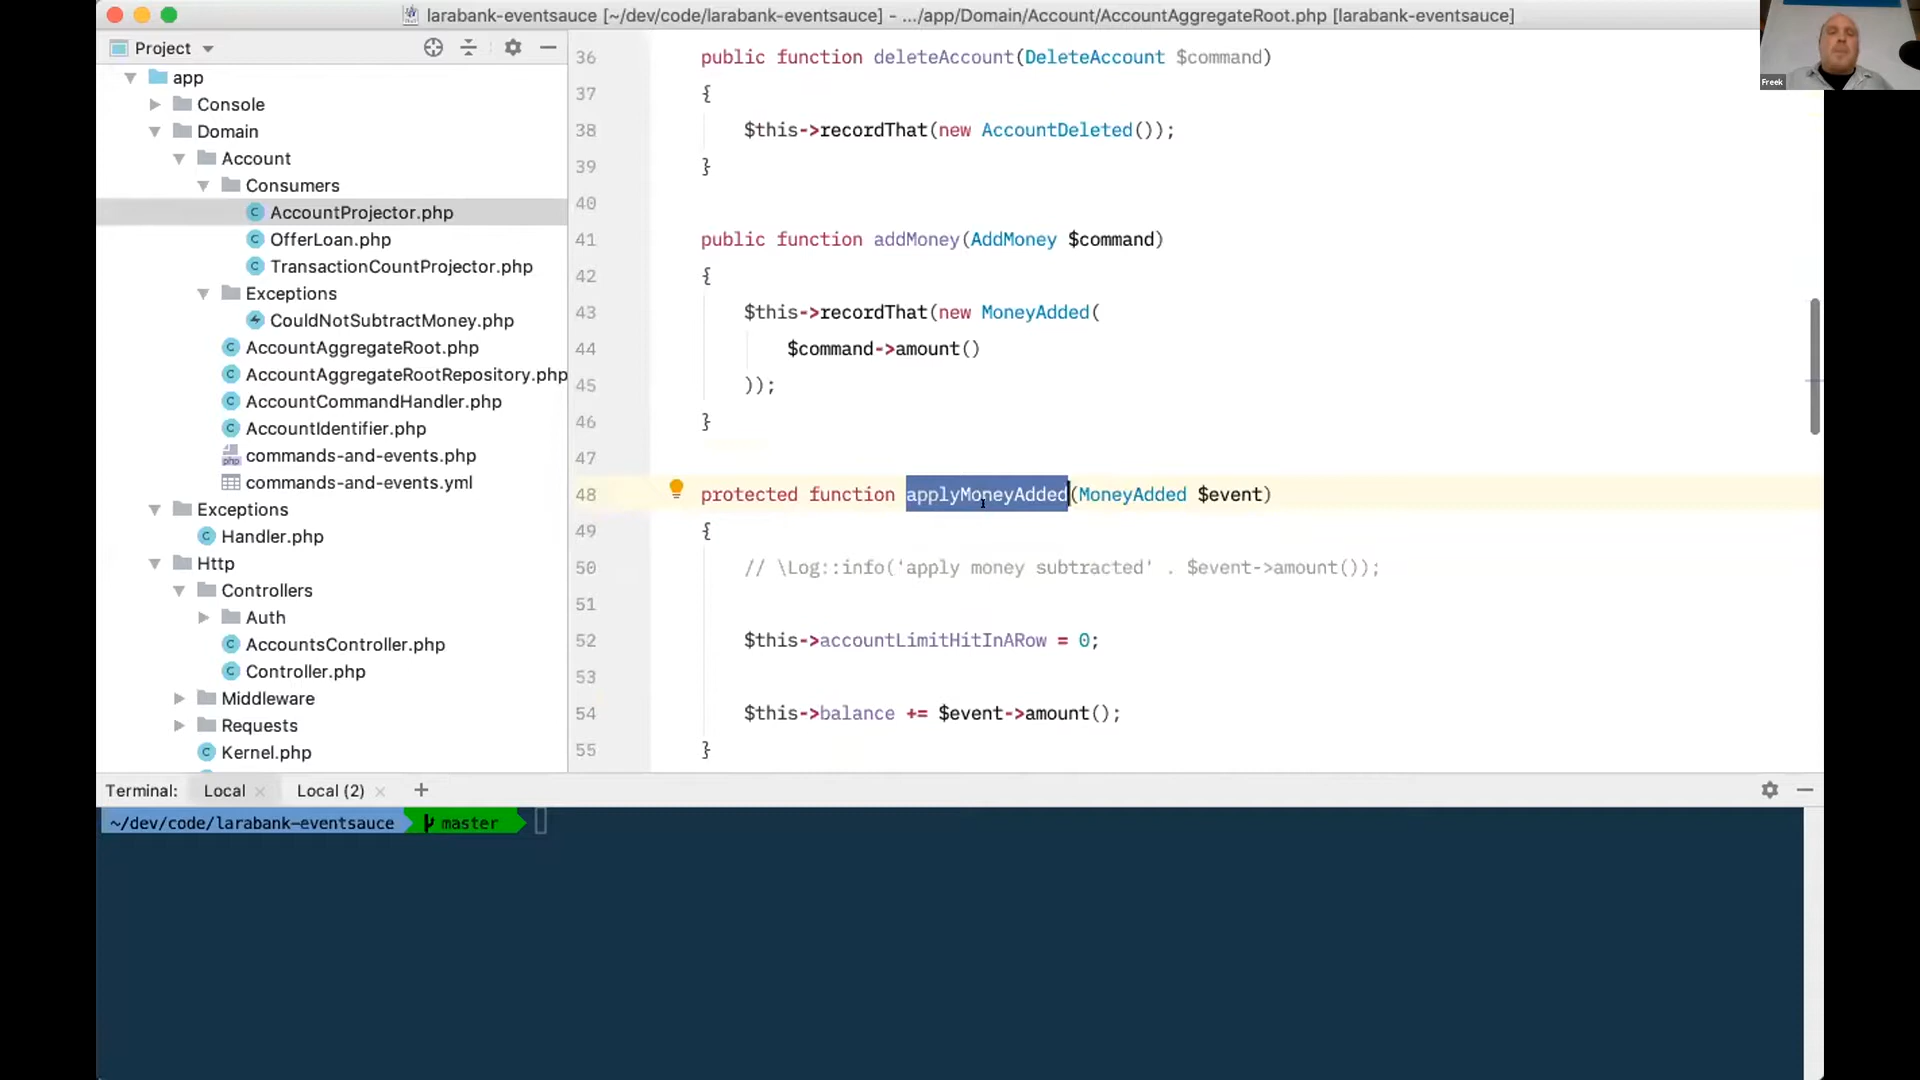 larabank-eventsauce [~/dev/code/larabank-eventsauce] - .../app/Domain/Account/AccountAggregateRoot.php [larabank-eventsauce]
Freek
Project
app
Console
Domain
Account
Consumers
AccountProjector.php
OfferLoan.php
TransactionCountProjector.php
Exceptions
CouldNotSubtractMoney.php
AccountAggregateRoot.php
AccountAggregateRootRepository.php
AccountCommandHandler.php
AccountIdentifier.php
commands-and-events.php
commands-and-events.yml
Exceptions
Handler.php
Http
Controllers
Auth
AccountsController.php
Controller.php
Middleware
Requests
Kernel.php
36 public function deleteAccount(DeleteAccount $command)
37 {
38 $this->recordThat(new AccountDeleted());
39 }
40
41 public function addMoney(AddMoney $command)
42 {
43 $this->recordThat(new MoneyAdded(
44 $command->amount()
45 ));
46 }
47
48 protected function applyMoneyAdded(MoneyAdded $event)
49 {
50 // \Log::info('apply money subtracted' . $event->amount());
51
52 $this->accountLimitHitInARow = 0;
53
54 $this->balance += $event->amount();
55 }
Terminal: Local × Local (2) × +
~/dev/code/larabank-eventsauce master